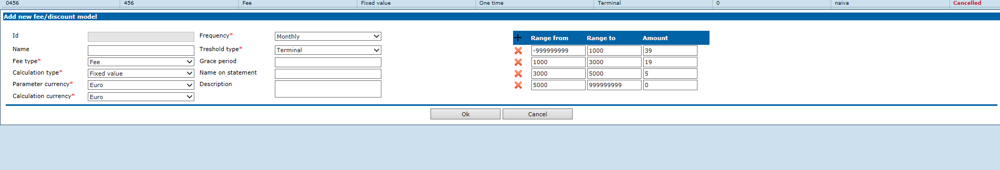 0456 456 Fee Fixed value One time Terminal 0 naiva Cancelled
Add new fee/discount model
Id
Name
Fee type* Fee
Calculation type* Fixed value
Parameter currency* Euro
Calculation currency* Euro
Frequency* Monthly
Treshold type* Terminal
Grace period
Name on statement
Description
+ Range from Range to Amount
-999999999 1000 39
1000 3000 19
3000 5000 5
5000 999999999 0
Ok Cancel